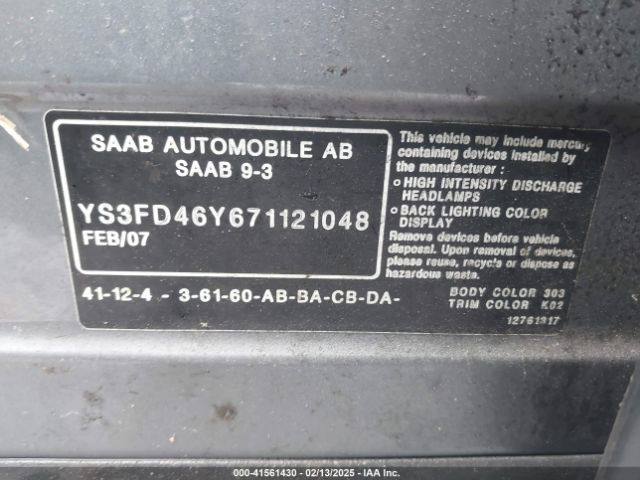 SAAB AUTOMOBILE AB
SAAB 9-3
YS3FD46Y671121048
FEB/07
41-12-4 - 3-61-60-AB-BA-CB-DA-
This vehicle may include mercury
containing devices installed by
the manufacturer :
o HIGH INTENSITY DISCHARGE
HEADLAMPS
o BACK LIGHTING COLOR
DISPLAY
Remove devices before vehicle
disposal. Upon removal of devices,
please reuse, recycle or dispose as
hazardous waste.
BODY COLOR 303
TRIM COLOR K02
12761317
000-41561430 - 02/13/2025 - IAA Inc.